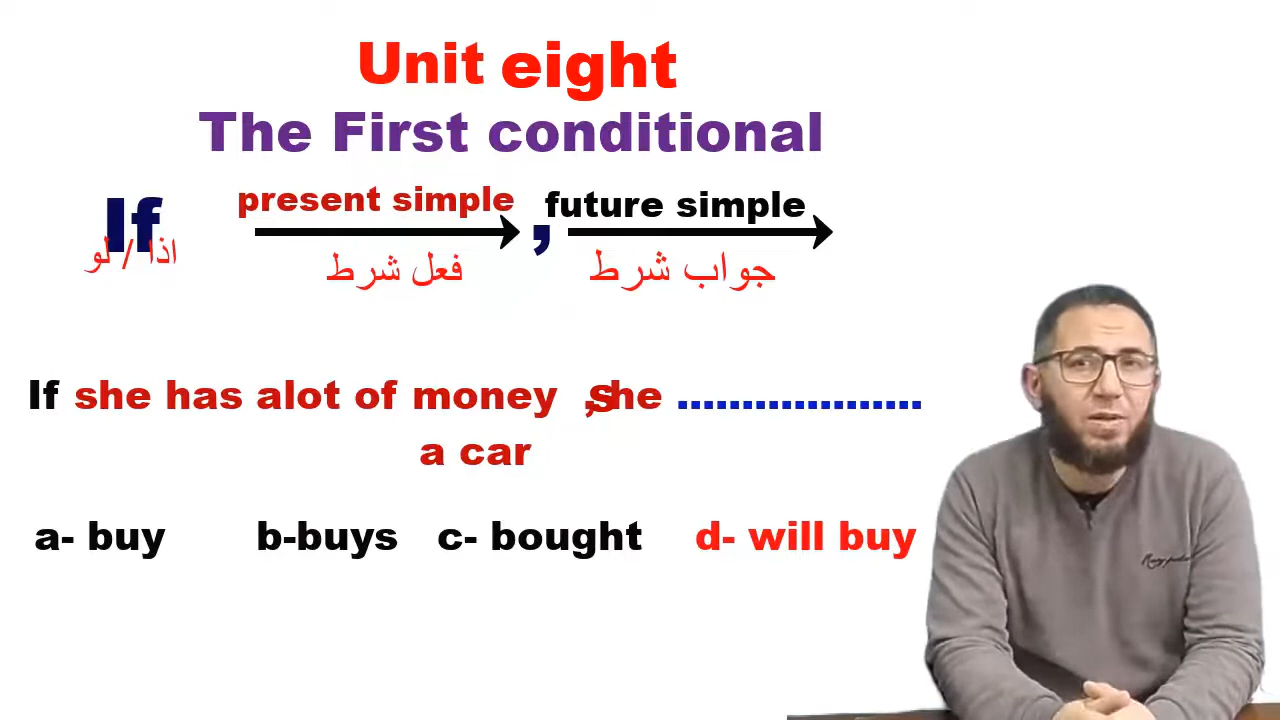 Unit eight
The First conditional
If present simple , future simple
اذا / لو فعل شرط جواب شرط
If she has alot of money ,she ...................
a car
a- buy b-buys c- bought d- will buy